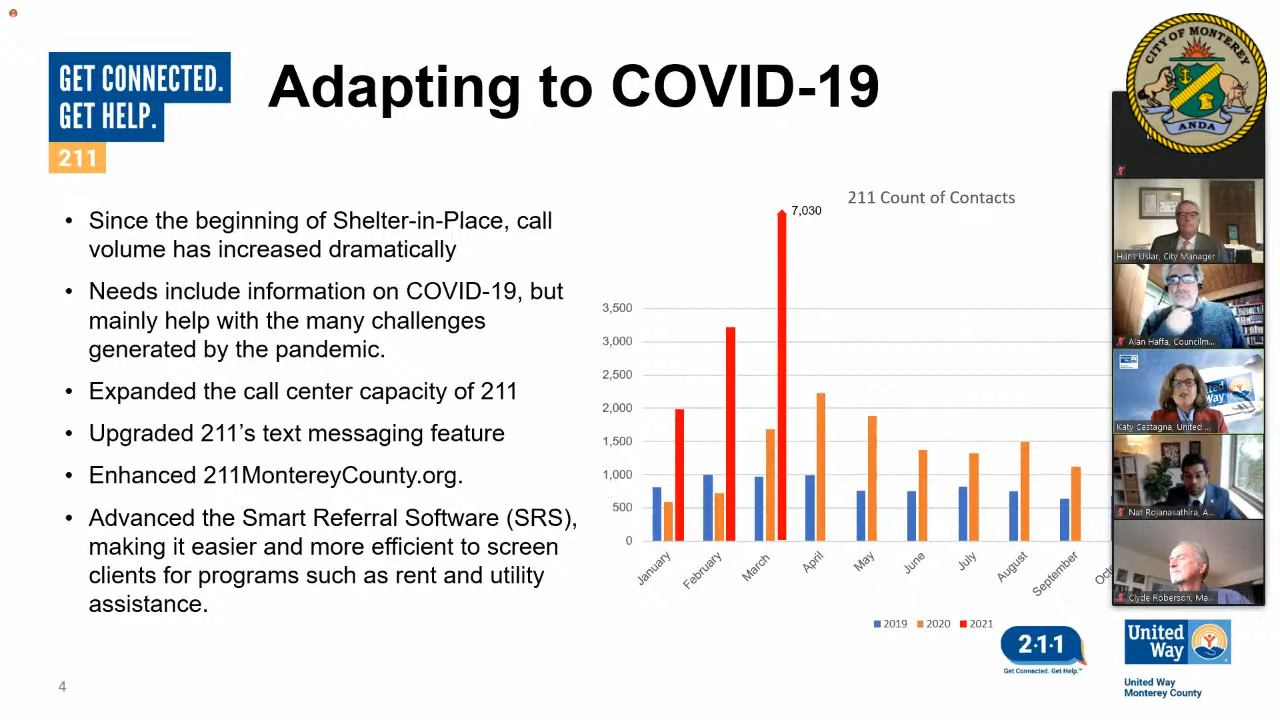 GET CONNECTED.
GET HELP.
211
Adapting to COVID-19
CITY OF MONTEREY
ANDA
• Since the beginning of Shelter-in-Place, call
volume has increased dramatically
• Needs include information on COVID-19, but
mainly help with the many challenges
generated by the pandemic.
• Expanded the call center capacity of 211
• Upgraded 211’s text messaging feature
• Enhanced 211MontereyCounty.org.
• Advanced the Smart Referral Software (SRS),
making it easier and more efficient to screen
clients for programs such as rent and utility
assistance.
211 Count of Contacts
7,030
3,500
3,000
2,500
2,000
1,500
1,000
500
0
January
February
March
April
May
June
July
August
September
Octo
2019 2020 2021
Hans Uslar, City Manager
Alan Haffa, Councilm...
United Way
Katy Castagna, United ...
Nat Rojanasathira, A...
Clyde Roberson, Ma...
2·1·1
Get Connected. Get Help.™
United
Way
United Way
Monterey County
4